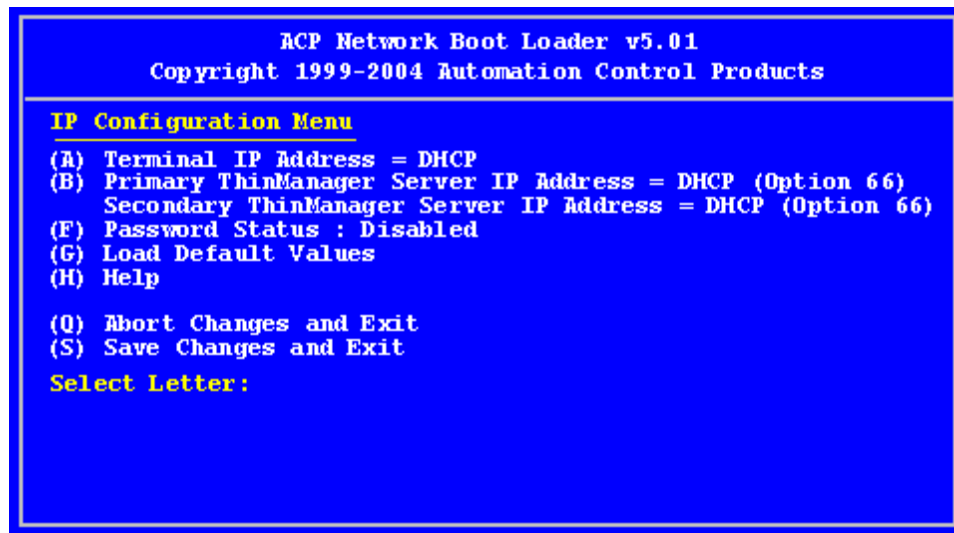 ACP Network Boot Loader v5.01
Copyright 1999-2004 Automation Control Products
IP Configuration Menu
(A) Terminal IP Address = DHCP
(B) Primary ThinManager Server IP Address = DHCP (Option 66)
Secondary ThinManager Server IP Address = DHCP (Option 66)
(F) Password Status : Disabled
(G) Load Default Values
(H) Help
(Q) Abort Changes and Exit
(S) Save Changes and Exit
Select Letter: